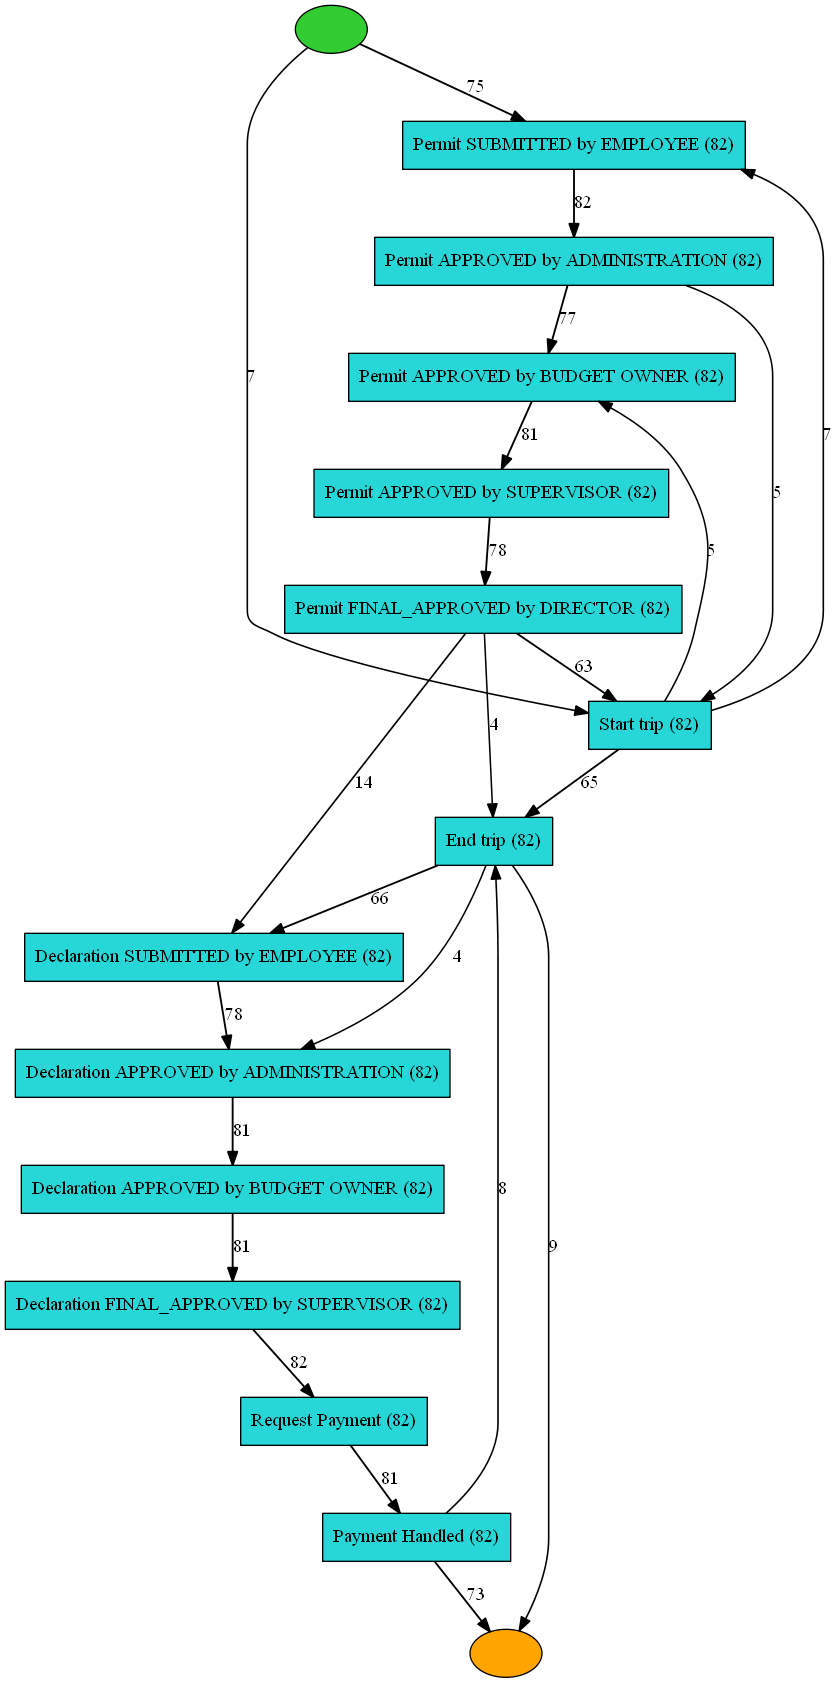 75
Permit SUBMITTED by EMPLOYEE (82)
82
Permit APPROVED by ADMINISTRATION (82)
77
Permit APPROVED by BUDGET OWNER (82)
7
81
7
Permit APPROVED by SUPERVISOR (82)
5
78
5
Permit FINAL_APPROVED by DIRECTOR (82)
63
4
Start trip (82)
14
65
End trip (82)
66
4
Declaration SUBMITTED by EMPLOYEE (82)
78
Declaration APPROVED by ADMINISTRATION (82)
81
Declaration APPROVED by BUDGET OWNER (82)
8
81
9
Declaration FINAL_APPROVED by SUPERVISOR (82)
82
Request Payment (82)
81
Payment Handled (82)
73